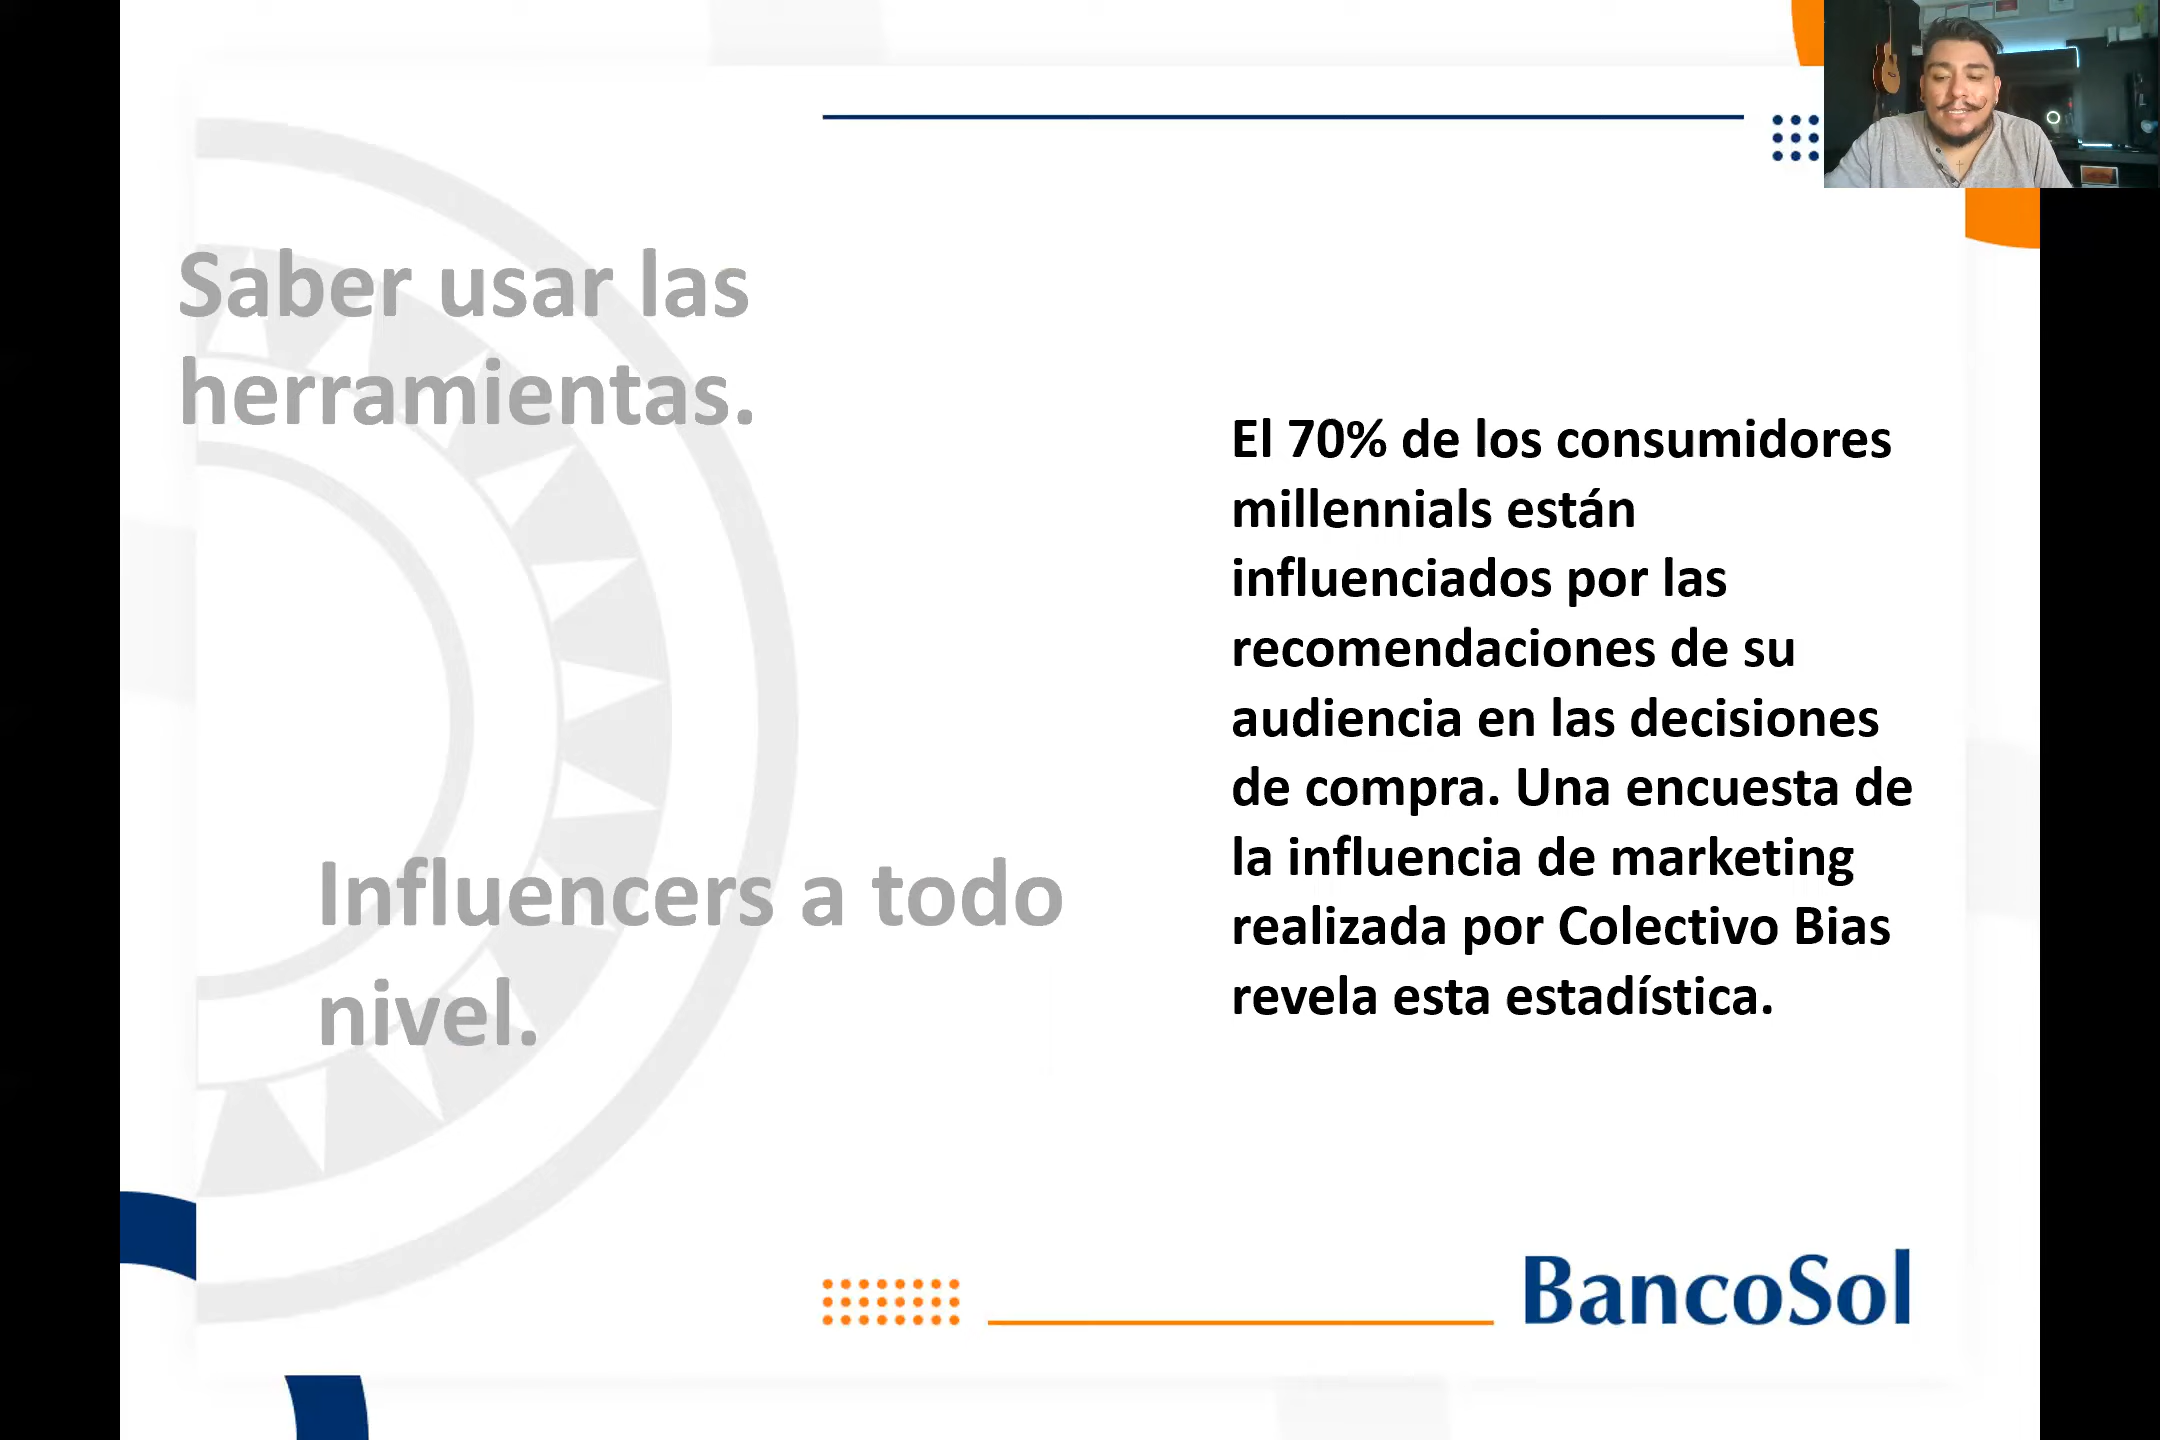 Saber usar las
herramientas.
Influencers a todo
nivel.
El 70% de los consumidores
millennials están
influenciados por las
recomendaciones de su
audiencia en las decisiones
de compra. Una encuesta de
la influencia de marketing
realizada por Colectivo Bias
revela esta estadística.
BancoSol